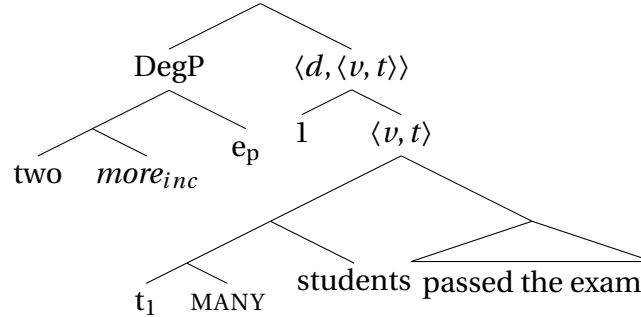 DegP ⟨d,⟨v, t⟩⟩
two more_inc e_p 1 ⟨v, t⟩
t_1 MANY students passed the exam